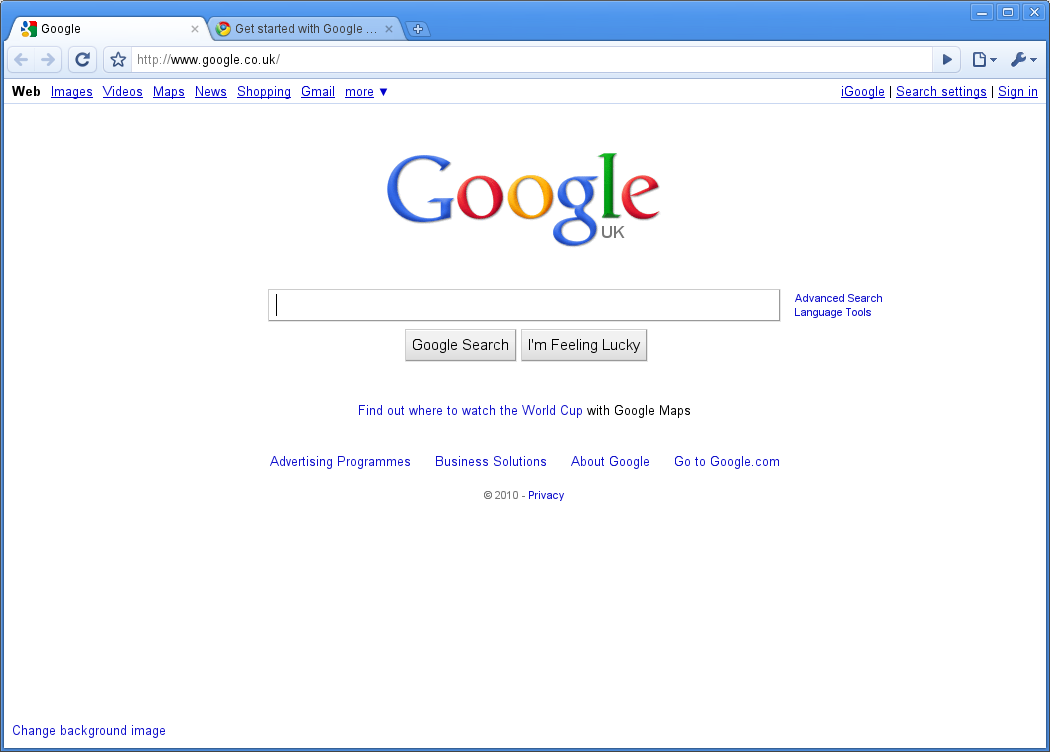 Google
Get started with Google ...
http://www.google.co.uk/
Web Images Videos Maps News Shopping Gmail more ▼ iGoogle | Search settings | Sign in
Google
UK
Advanced Search
Language Tools
Google Search I'm Feeling Lucky
Find out where to watch the World Cup with Google Maps
Advertising Programmes Business Solutions About Google Go to Google.com
© 2010 - Privacy
Change background image